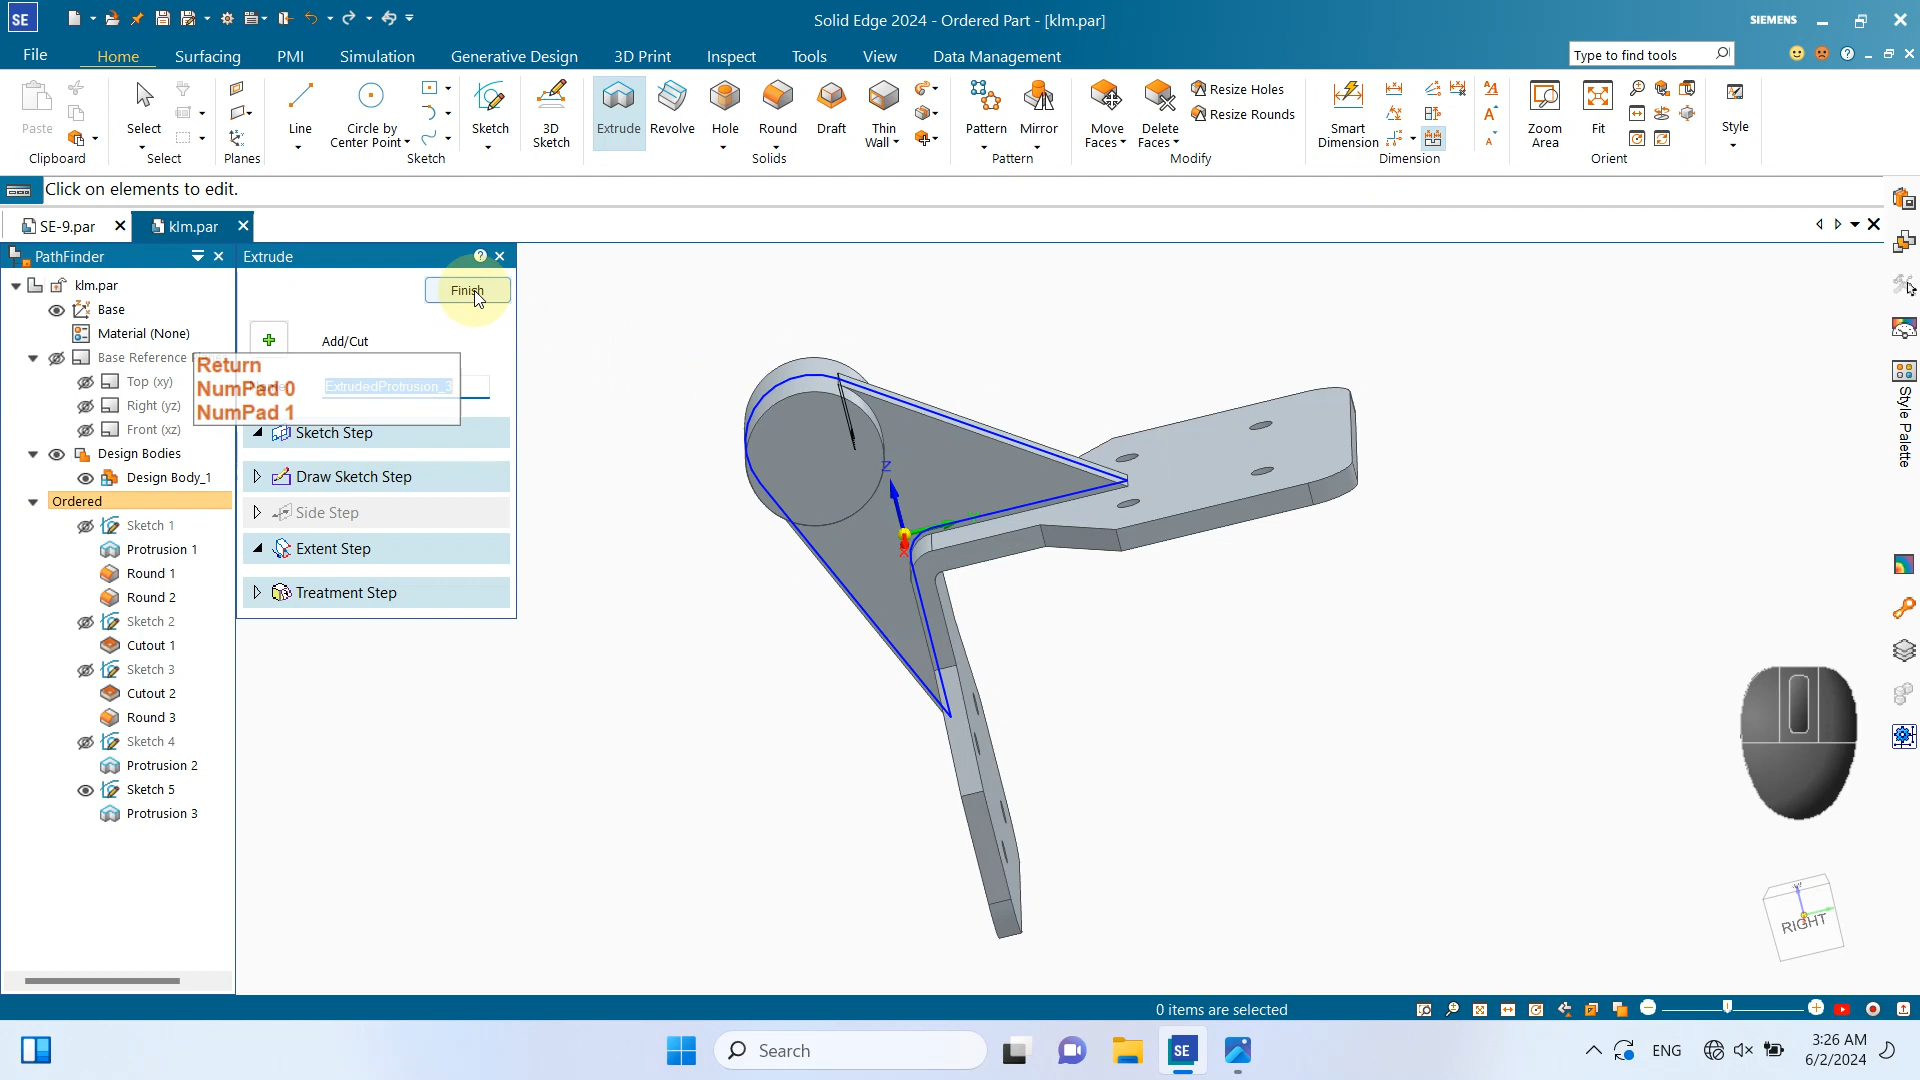 SE
Solid Edge 2024 - Ordered Part - [klm.par]
SIEMENS
File
Home
Surfacing
PMI
Simulation
Generative Design
3D Print
Inspect
Tools
View
Data Management
Type to find tools
Paste
Clipboard
Select
Select
Planes
Line
Circle by
Center Point
Sketch
Sketch
3D
Sketch
Extrude
Revolve
Hole
Round
Draft
Thin
Wall
Solids
Pattern
Mirror
Pattern
Move
Faces
Delete
Faces
Resize Holes
Resize Rounds
Modify
Smart
Dimension
Dimension
Zoom
Area
Fit
Orient
Style
Click on elements to edit.
SE-9.par
klm.par
PathFinder
klm.par
Base
Material (None)
Base Reference
Top (xy)
Right (yz)
Front (xz)
Design Bodies
Design Body_1
Ordered
Sketch 1
Protrusion 1
Round 1
Round 2
Sketch 2
Cutout 1
Sketch 3
Cutout 2
Round 3
Sketch 4
Protrusion 2
Sketch 5
Protrusion 3
Extrude
Finish
Add/Cut
Return
NumPad 0
NumPad 1
ExtrudedProtrusion_3
Sketch Step
Draw Sketch Step
Side Step
Extent Step
Treatment Step
Z
X
Style Palette
RIGHT
0 items are selected
Search
SE
ENG
3:26 AM
6/2/2024